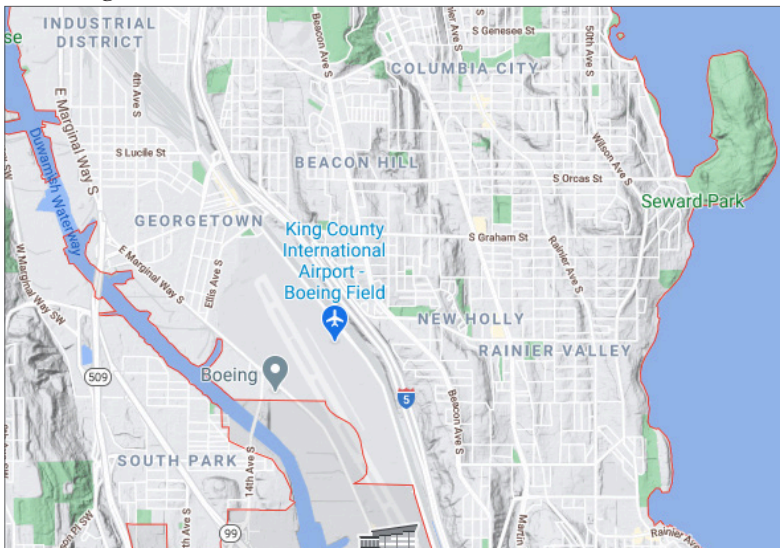 INDUSTRIAL
DISTRICT
4th Ave S
Beacon Ave S
S Genesee St
50th Ave S
COLUMBIA CITY
E Marginal Way S
Duwamish Waterway
S Lucile St
BEACON HILL
Wilson Ave S
S Orcas St
Seward Park
GEORGETOWN
King County
International
Airport -
Boeing Field
S Graham St
Rainier Ave S
W Marginal Way SW
E Marginal Way S
Ellis Ave S
NEW HOLLY
RAINIER VALLEY
Boeing
509
5
Beacon Ave S
SOUTH PARK
14th Ave S
99
Martin
Rainier